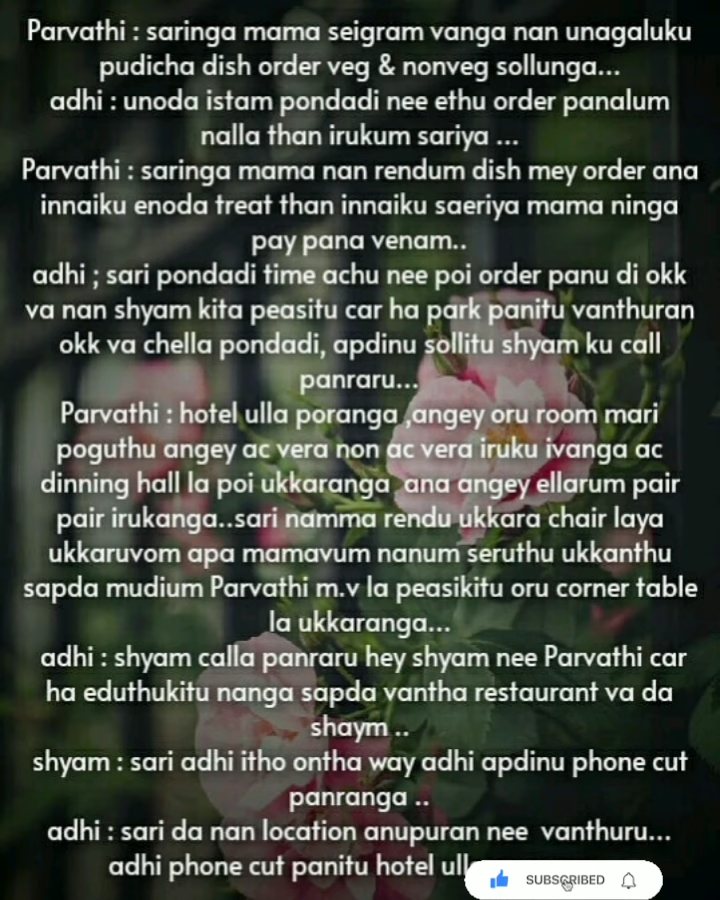 Parvathi : saringa mama seigram vanga nan unagaluku
pudicha dish order veg & nonveg sollunga...
adhi : unoda istam pondadi nee ethu order panalum
nalla than irukum sariya ...
Parvathi : saringa mama nan rendum dish mey order ana
innaiku enoda treat than innaiku saeriya mama ninga
pay pana venam..
adhi ; sari pondadi time achu nee poi order panu di okk
va nan shyam kita peasitu car ha park panitu vanthuran
okk va chella pondadi, apdinu sollitu shyam ku call
panraru...
Parvathi : hotel ulla poranga ,angey oru room mari
poguthu angey ac vera non ac vera iruku ivanga ac
dinning hall la poi ukkaranga ana angey ellarum pair
pair irukanga..sari namma rendu ukkara chair laya
ukkaruvom apa mamavum nanum seruthu ukkanthu
sapda mudium Parvathi m.v la peasikitu oru corner table
la ukkaranga...
adhi : shyam calla panraru hey shyam nee Parvathi car
ha eduthukitu nanga sapda vantha restaurant va da
shaym ..
shyam : sari adhi itho ontha way adhi apdinu phone cut
panranga ..
adhi : sari da nan location anupuran nee vanthuru...
adhi phone cut panitu hotel
SUBSCRIBED